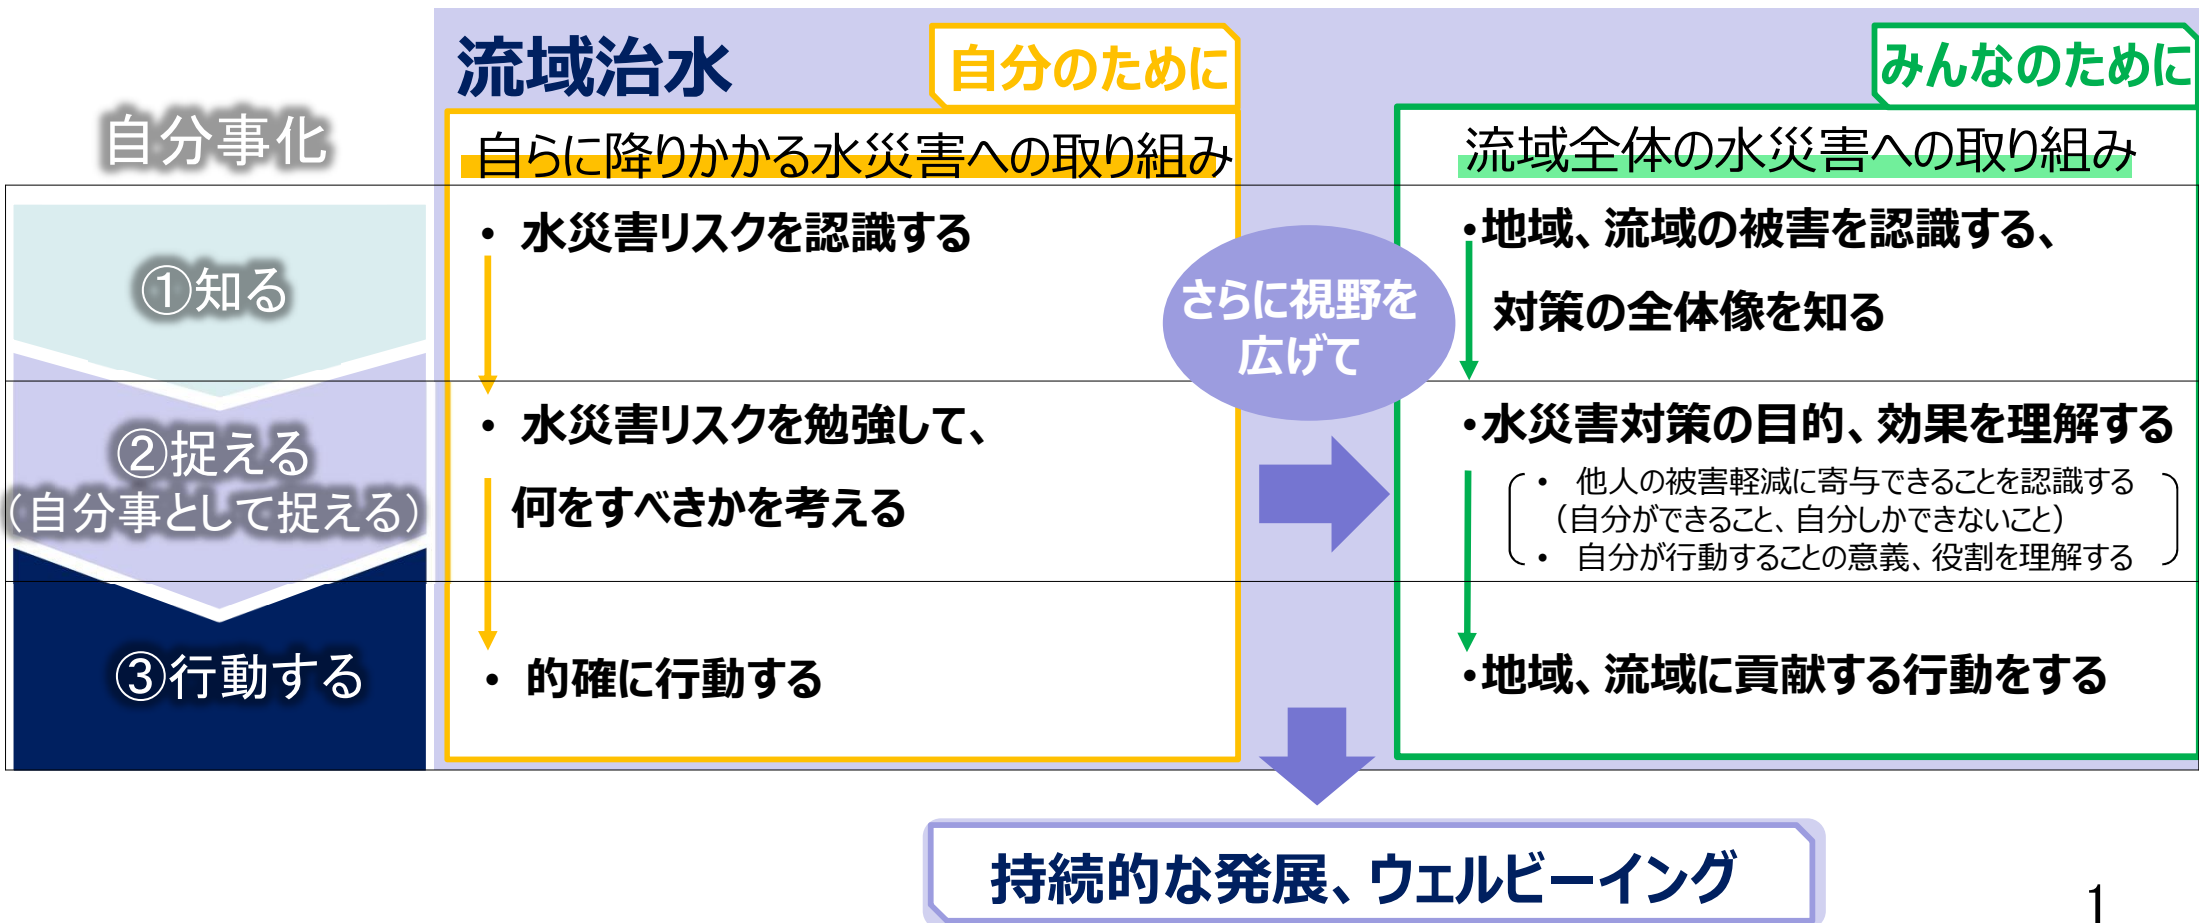 流域治水
自分のために
みんなのために
自分事化
自らに降りかかる水災害への取り組み
流域全体の水災害への取り組み
①知る
・ 水災害リスクを認識する
さらに視野を
広げて
・地域、流域の被害を認識する、
対策の全体像を知る
②捉える
（自分事として捉える）
・ 水災害リスクを勉強して、
何をすべきかを考える
・水災害対策の目的、効果を理解する
・ 他人の被害軽減に寄与できることを認識する
（自分ができること、自分しかできないこと）
・ 自分が行動することの意義、役割を理解する
③行動する
・ 的確に行動する
・地域、流域に貢献する行動をする
持続的な発展、ウェルビーイング
1